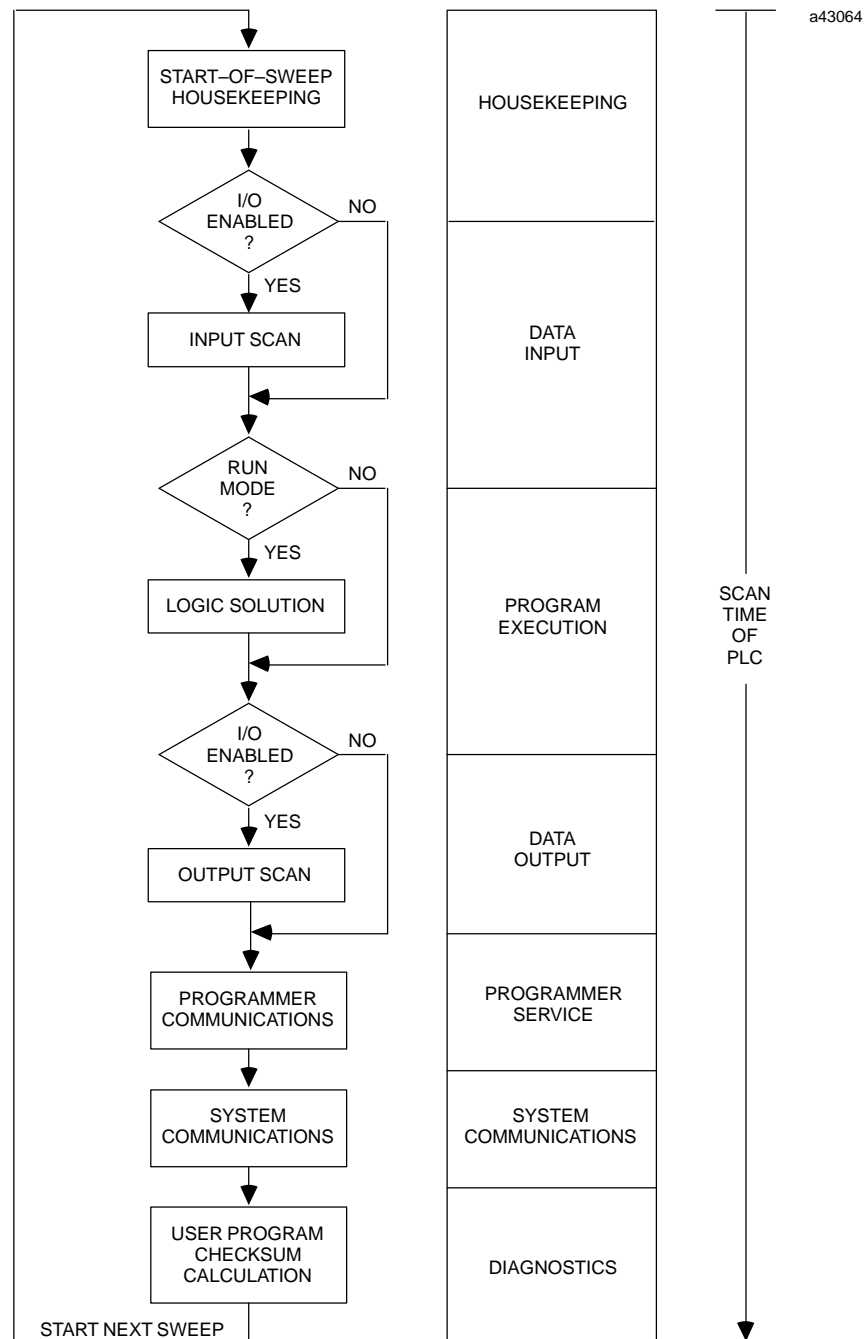 a43064
START–OF–SWEEP
HOUSEKEEPING
HOUSEKEEPING
I/O
ENABLED
?
NO
YES
INPUT SCAN
DATA
INPUT
RUN
MODE
?
NO
YES
LOGIC SOLUTION
PROGRAM
EXECUTION
SCAN
TIME
OF
PLC
I/O
ENABLED
?
NO
YES
OUTPUT SCAN
DATA
OUTPUT
PROGRAMMER
COMMUNICATIONS
PROGRAMMER
SERVICE
SYSTEM
COMMUNICATIONS
SYSTEM
COMMUNICATIONS
USER PROGRAM
CHECKSUM
CALCULATION
DIAGNOSTICS
START NEXT SWEEP